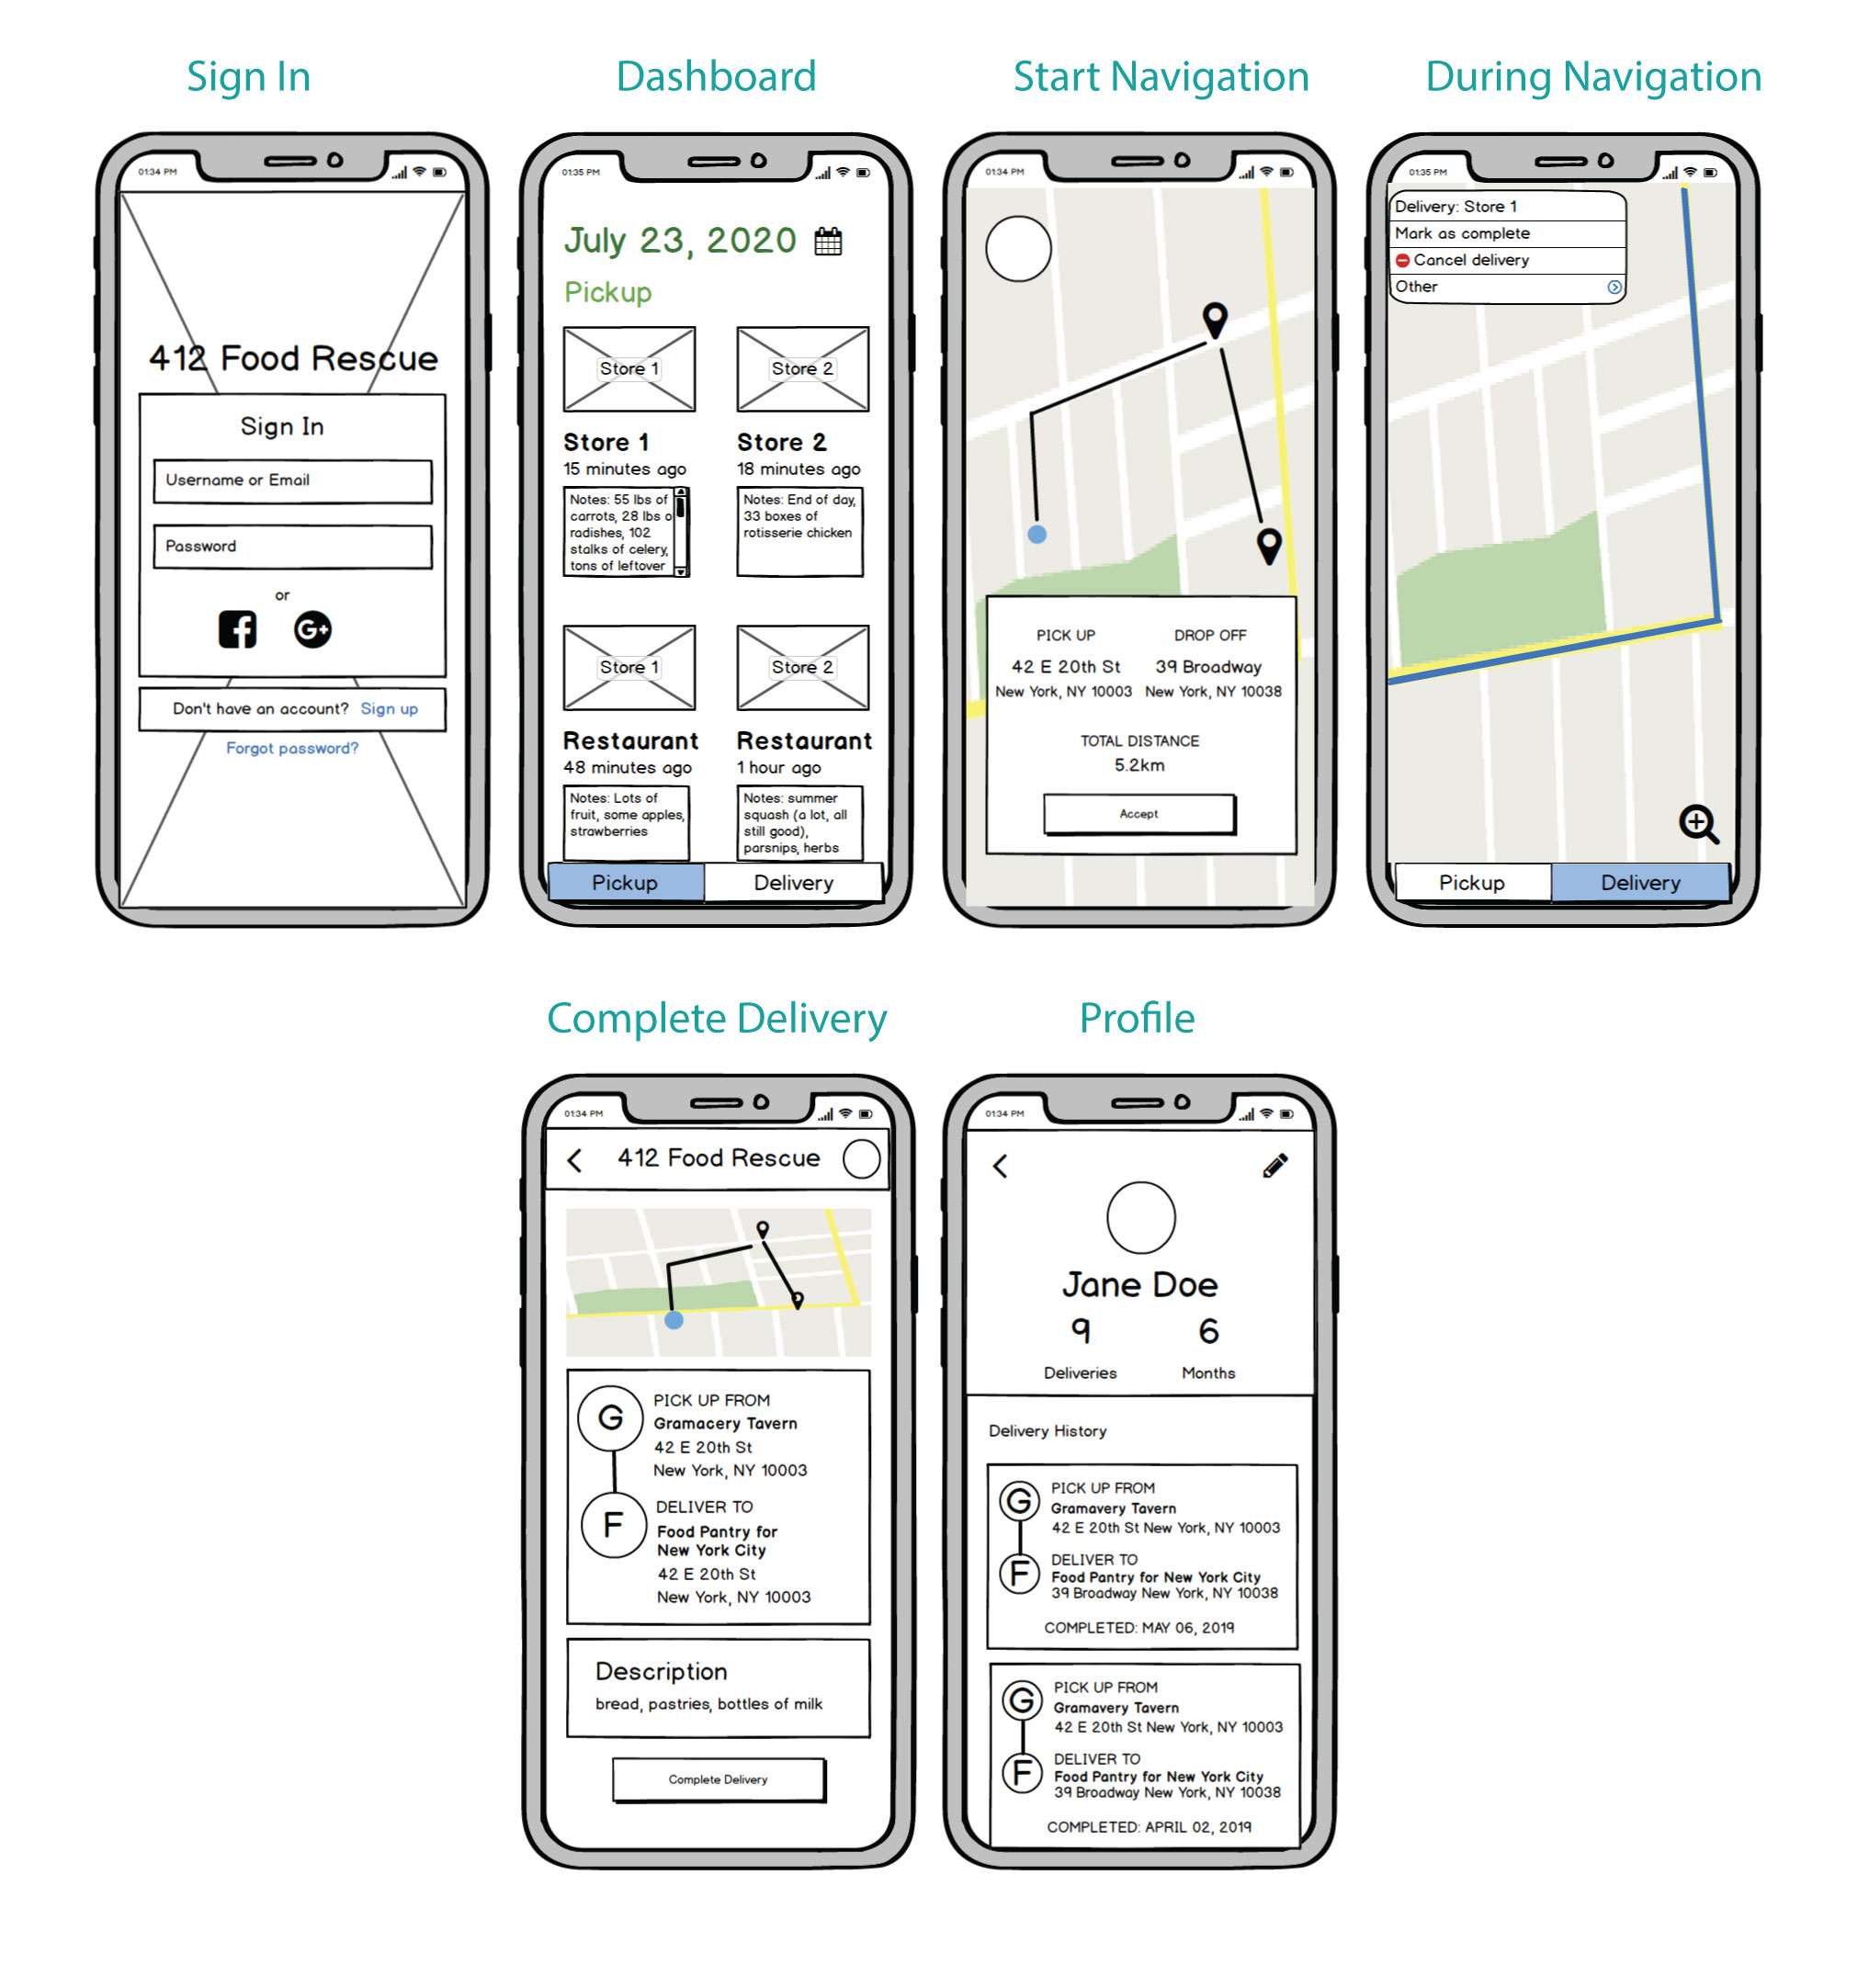 Sign In
Dashboard
Start Navigation
During Navigation
01:34 PM
412 Food Rescue
Sign In
Username or Email
Password
or
G+
Don't have an account? Sign up
Forgot password?
01:35 PM
July 23, 2020
Pickup
Store 1
Store 2
Store 1
15 minutes ago
Store 2
18 minutes ago
Notes: 55 lbs of
carrots, 28 lbs o
radishes, 102
stalks of celery,
tons of leftover
Notes: End of day,
33 boxes of
rotisserie chicken
Store 1
Store 2
Restaurant
48 minutes ago
Restaurant
1 hour ago
Notes: Lots of
fruit, some apples,
strawberries
Notes: summer
squash (a lot, all
still good),
parsnips, herbs
Pickup
Delivery
01:34 PM
PICK UP
42 E 20th St
New York, NY 10003
DROP OFF
39 Broadway
New York, NY 10038
TOTAL DISTANCE
5.2km
Accept
01:35 PM
Delivery: Store 1
Mark as complete
Cancel delivery
Other
Pickup
Delivery
Complete Delivery
Profile
01:34 PM
412 Food Rescue
G
PICK UP FROM
Gramacery Tavern
42 E 20th St
New York, NY 10003
F
DELIVER TO
Food Pantry for
New York City
42 E 20th St
New York, NY 10003
Description
bread, pastries, bottles of milk
Complete Delivery
01:34 PM
Jane Doe
9
6
Deliveries
Months
Delivery History
G
PICK UP FROM
Gramavery Tavern
42 E 20th St New York, NY 10003
F
DELIVER TO
Food Pantry for New York City
39 Broadway New York, NY 10038
COMPLETED: MAY 06, 2019
G
PICK UP FROM
Gramavery Tavern
42 E 20th St New York, NY 10003
F
DELIVER TO
Food Pantry for New York City
39 Broadway New York, NY 10038
COMPLETED: APRIL 02, 2019